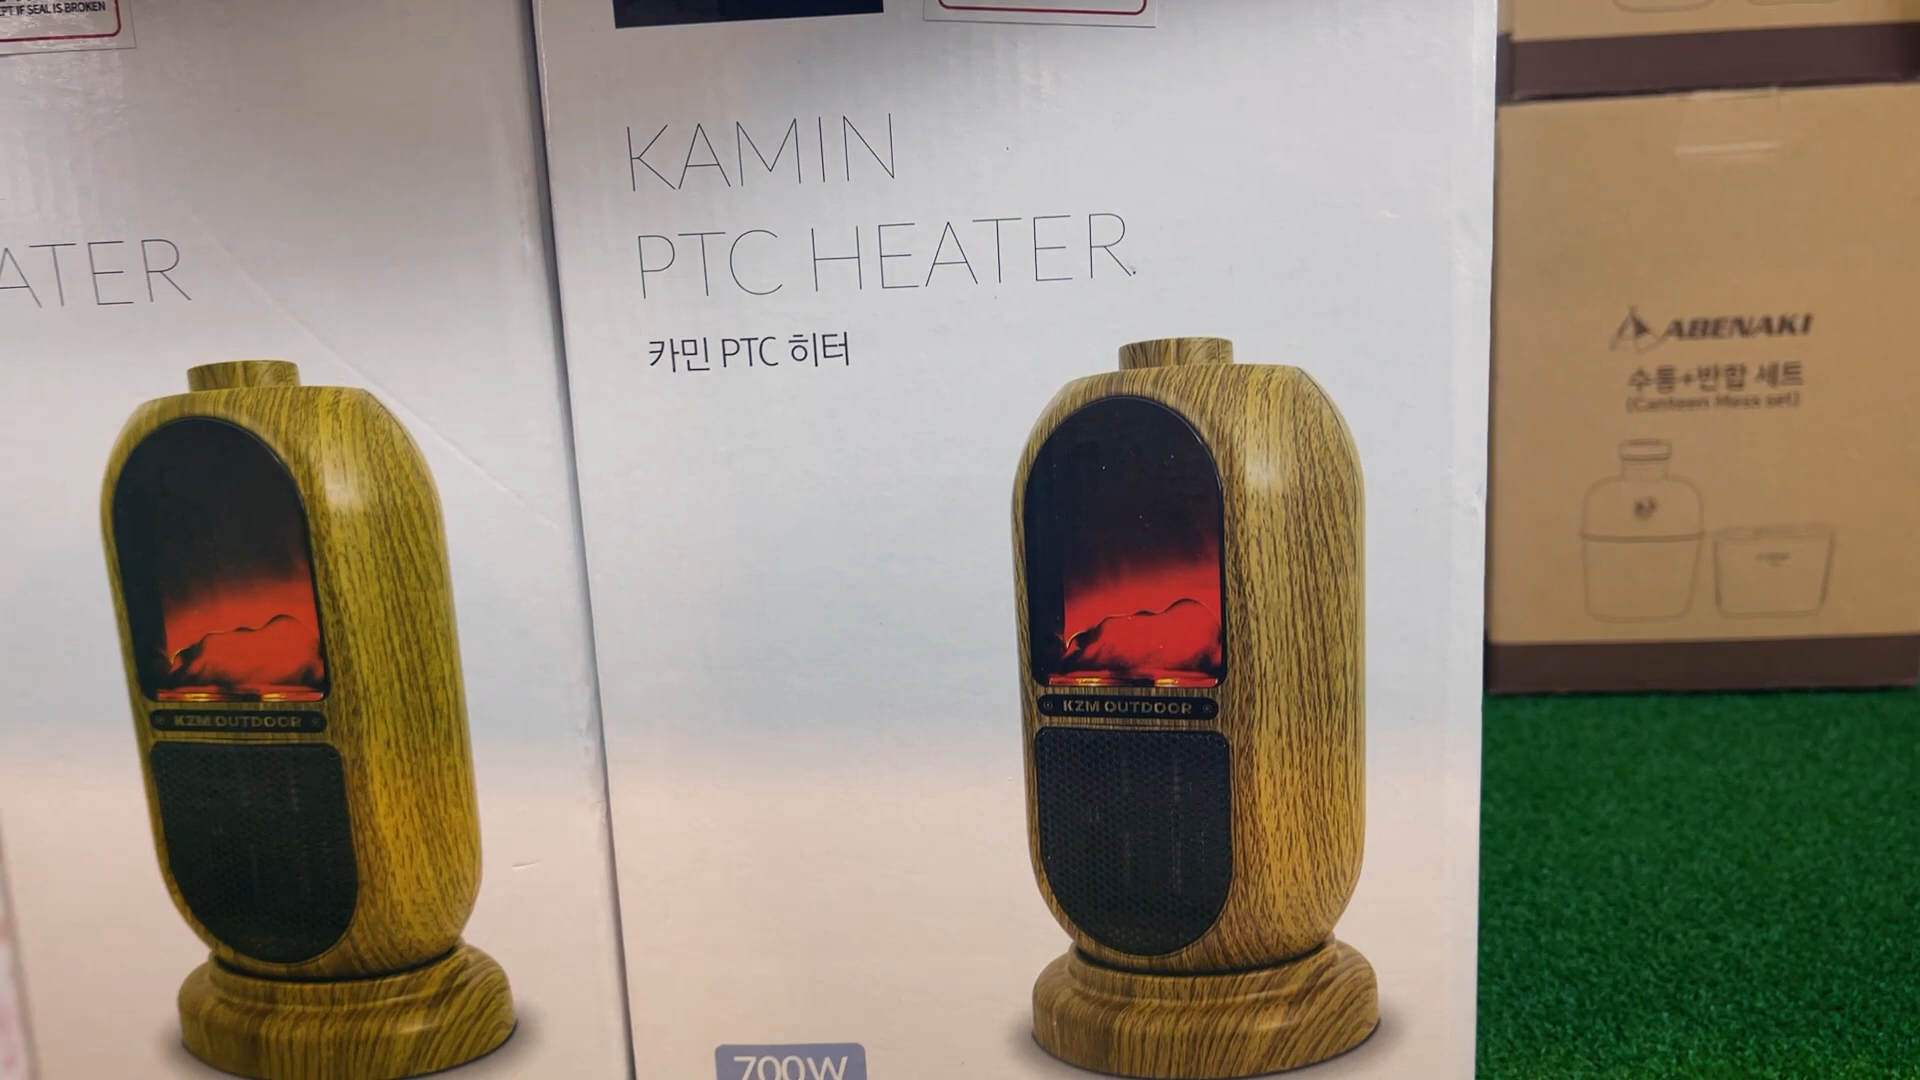 EPT IF SEAL IS BROKEN
ATER
KZM OUTDOOR
KAMIN
PTC HEATER
카민 PTC 히터
KZM OUTDOOR
700W
ABENAKI
수통+반합 세트
(Canteen Mess set)